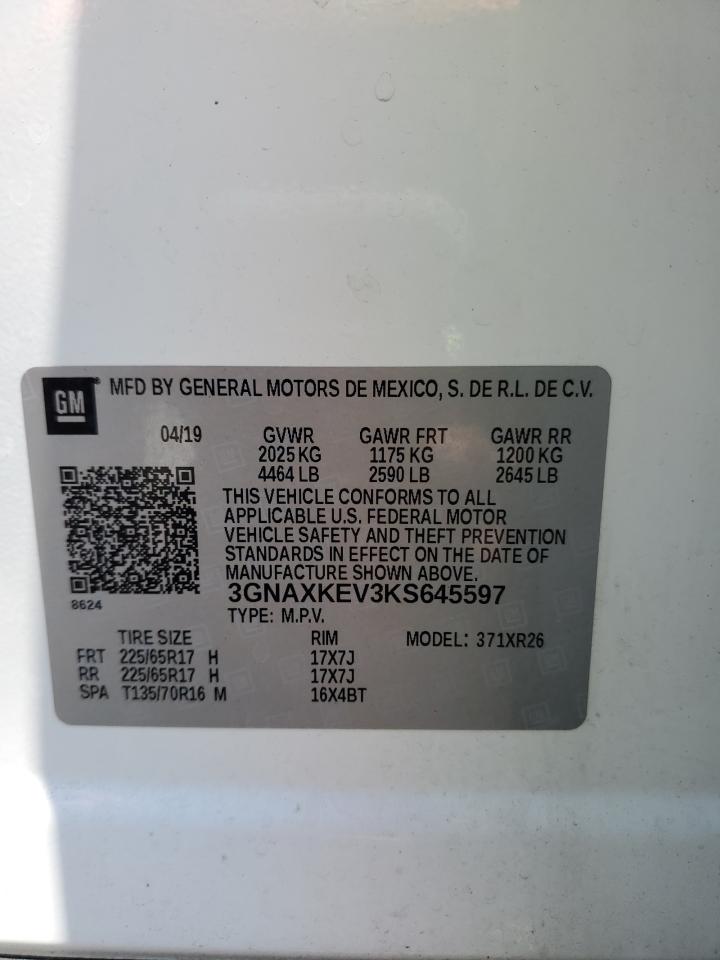 GM ® MFD BY GENERAL MOTORS DE MEXICO, S. DE R.L. DE C.V.
04/19 GVWR GAWR FRT GAWR RR
2025 KG 1175 KG 1200 KG
4464 LB 2590 LB 2645 LB
THIS VEHICLE CONFORMS TO ALL
APPLICABLE U.S. FEDERAL MOTOR
VEHICLE SAFETY AND THEFT PREVENTION
STANDARDS IN EFFECT ON THE DATE OF
MANUFACTURE SHOWN ABOVE.
8624
3GNAXKEV3KS645597
TYPE: M.P.V.
TIRE SIZE RIM MODEL: 371XR26
FRT 225/65R17 H 17X7J
RR 225/65R17 H 17X7J
SPA T135/70R16 M 16X4BT